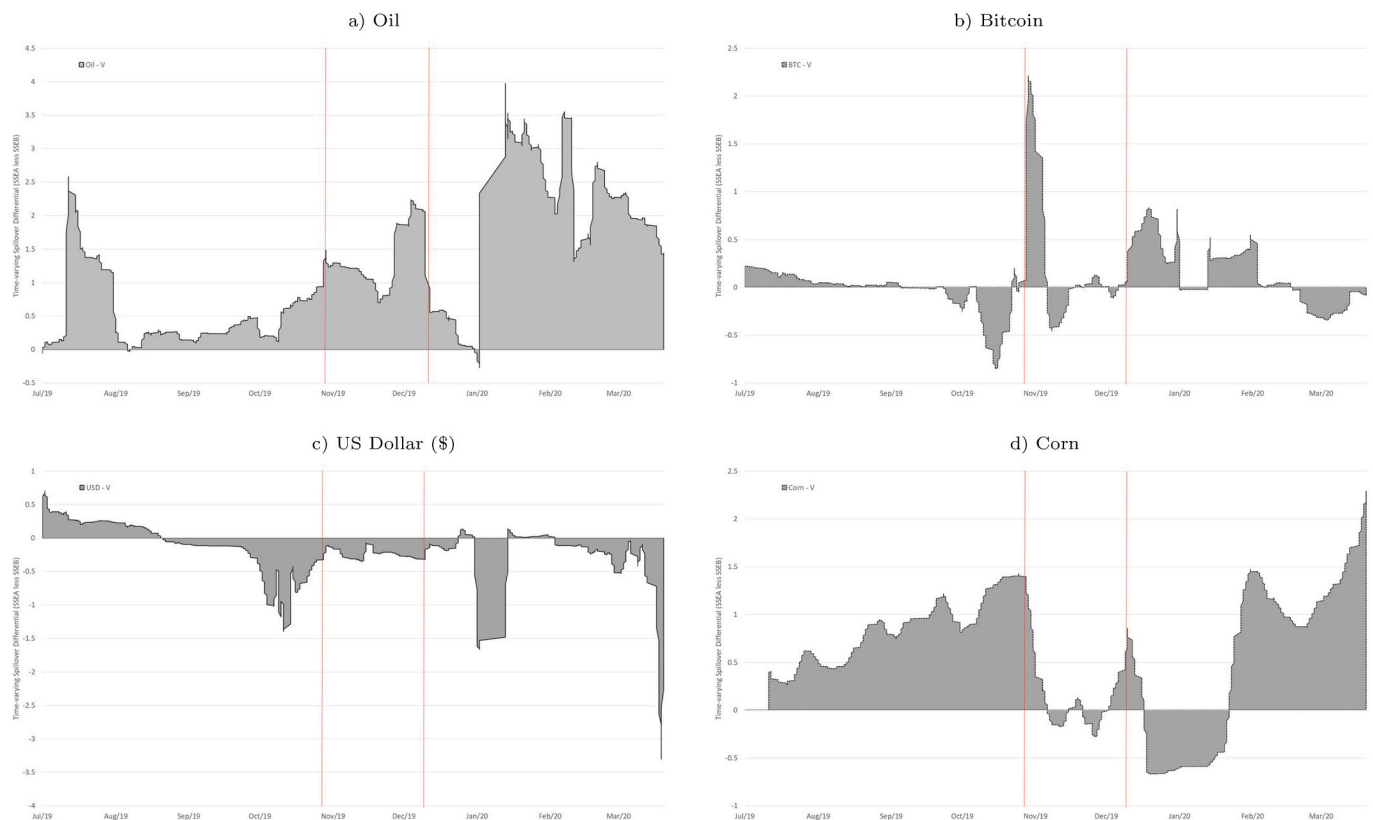 a) Oil
4.5
4
3.5
3
2.5
2
1.5
1
0.5
0
-0.5
Time-varying Spillover Differential (SSEA less SSEB)
Oil - V
Jul/19 Aug/19 Sep/19 Oct/19 Nov/19 Dec/19 Jan/20 Feb/20 Mar/20
b) Bitcoin
2.5
2
1.5
1
0.5
0
-0.5
-1
Time-varying Spillover Differential (SSEA less SSEB)
BTC - V
Jul/19 Aug/19 Sep/19 Oct/19 Nov/19 Dec/19 Jan/20 Feb/20 Mar/20
c) US Dollar ($)
1
0.5
0
-0.5
-1
-1.5
-2
-2.5
-3
-3.5
-4
Time-varying Spillover Differential (SSEA less SSEB)
USD - V
Jul/19 Aug/19 Sep/19 Oct/19 Nov/19 Dec/19 Jan/20 Feb/20 Mar/20
d) Corn
2.5
2
1.5
1
0.5
0
-0.5
-1
Time-varying Spillover Differential (SSEA less SSEB)
Corn - V
Jul/19 Aug/19 Sep/19 Oct/19 Nov/19 Dec/19 Jan/20 Feb/20 Mar/20